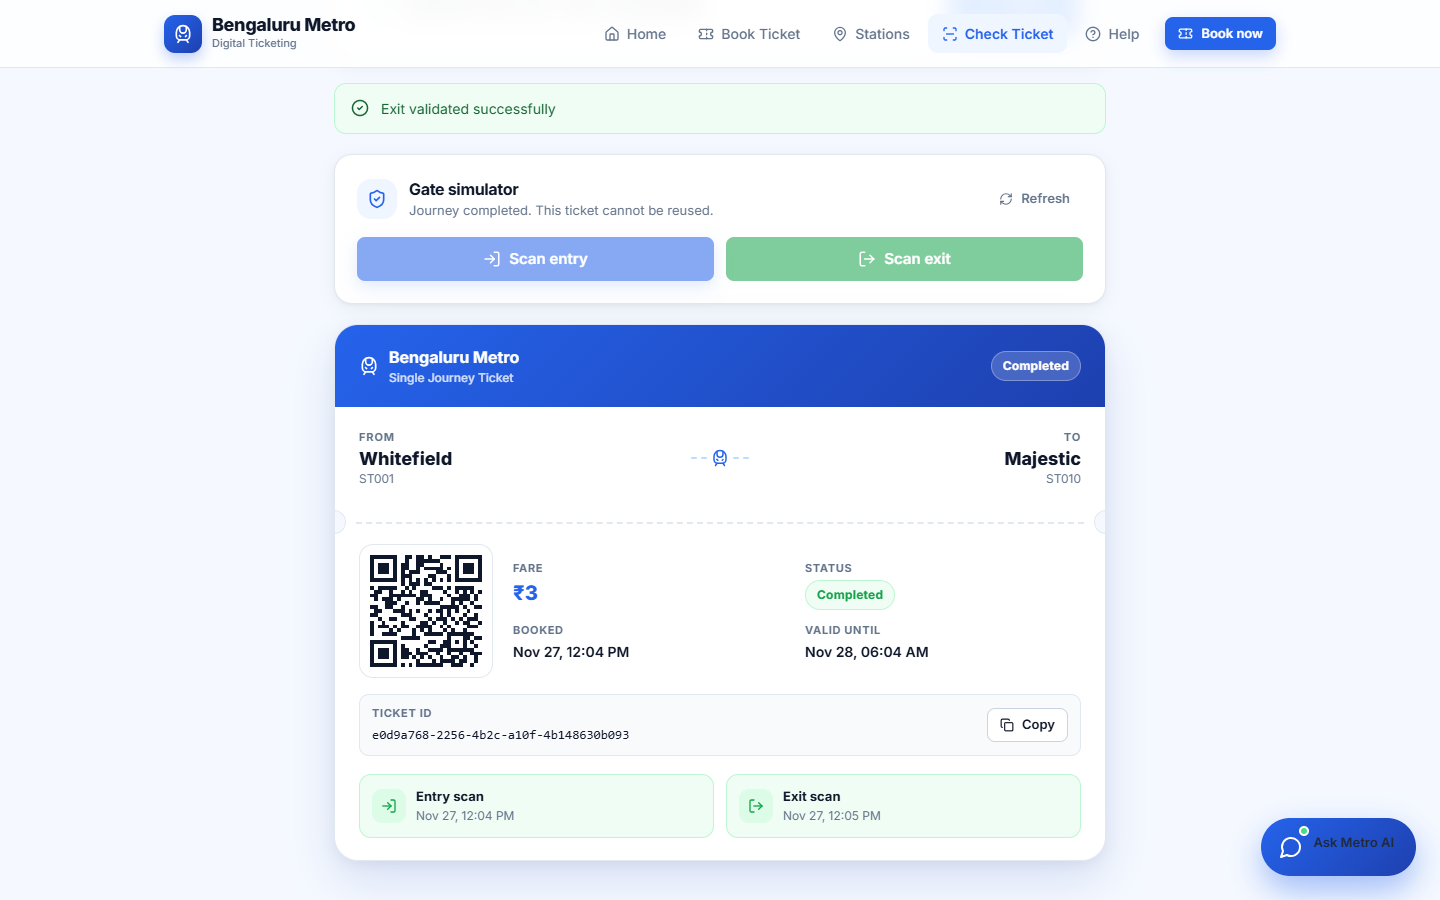 Bengaluru Metro
Digital Ticketing
Home
Book Ticket
Stations
Check Ticket
Help
Book now
Exit validated successfully
Gate simulator
Journey completed. This ticket cannot be reused.
Refresh
Scan entry
Scan exit
Bengaluru Metro
Single Journey Ticket
Completed
FROM
Whitefield
ST001
TO
Majestic
ST010
FARE
₹3
STATUS
Completed
BOOKED
Nov 27, 12:04 PM
VALID UNTIL
Nov 28, 06:04 AM
TICKET ID
e0d9a768-2256-4b2c-a10f-4b148630b093
Copy
Entry scan
Nov 27, 12:04 PM
Exit scan
Nov 27, 12:05 PM
Ask Metro AI